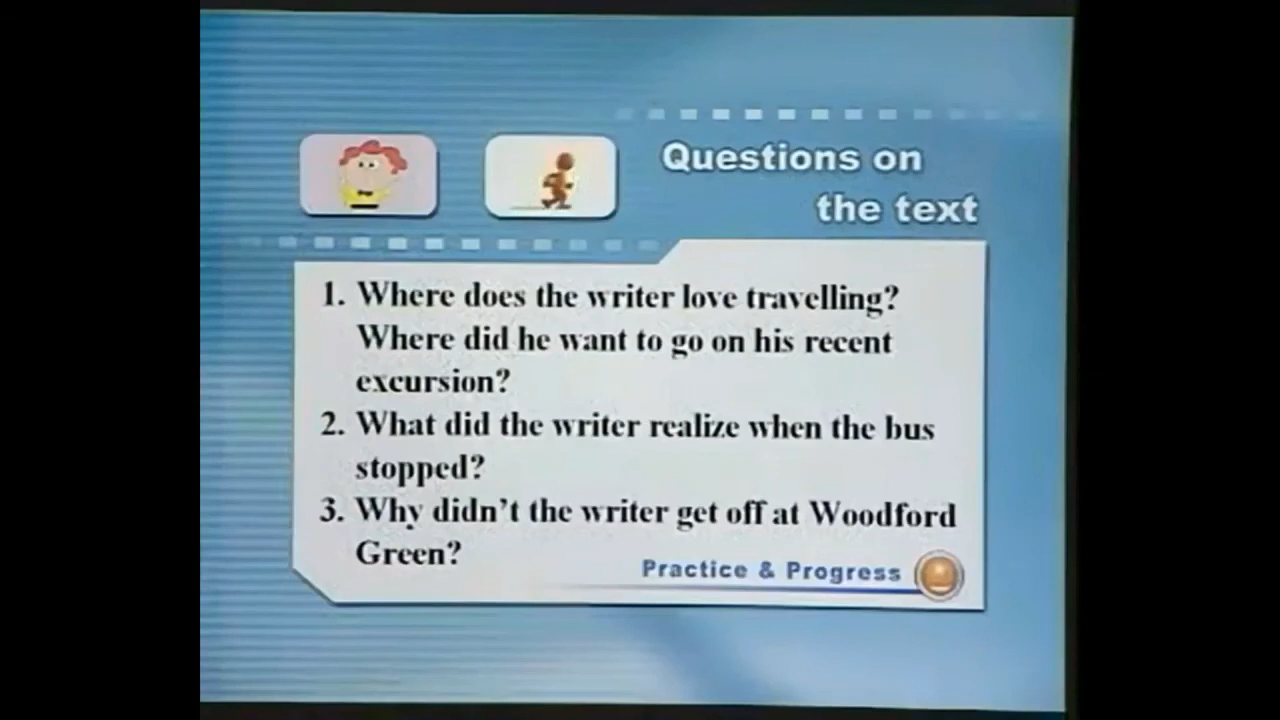 Questions on
the text
1. Where does the writer love travelling?
Where did he want to go on his recent
excursion?
2. What did the writer realize when the bus
stopped?
3. Why didn't the writer get off at Woodford
Green?
Practice & Progress